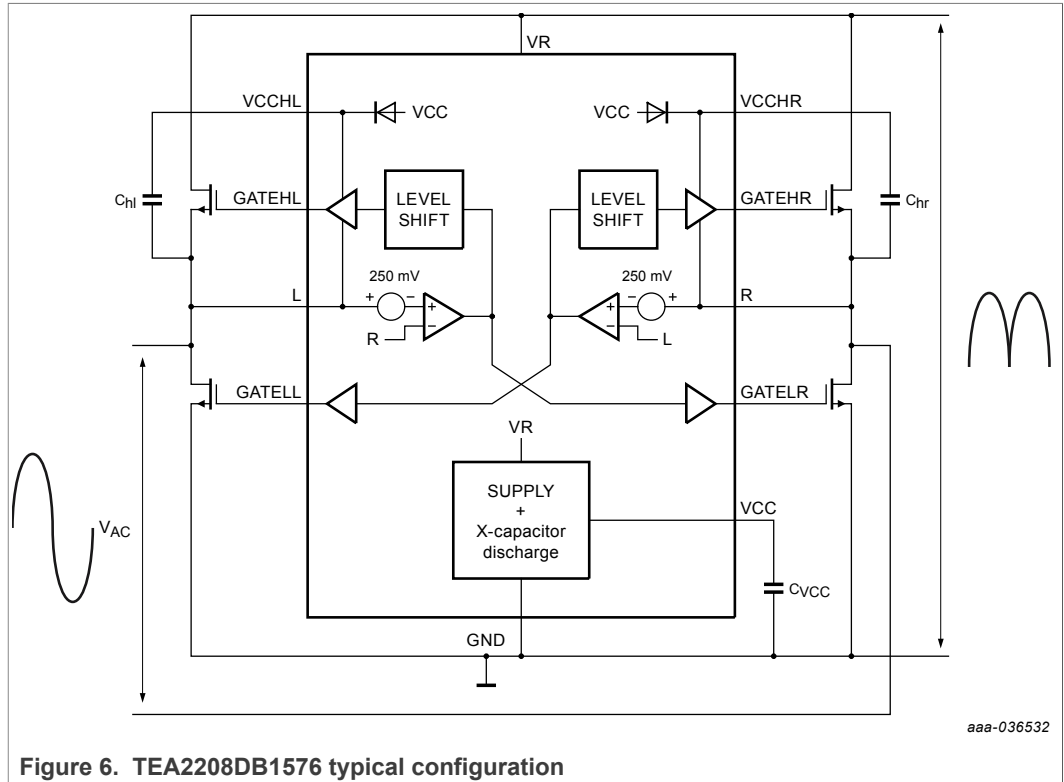 VR
VCCHL
VCC
VCC
VCCHR
Chl
GATEHL
LEVEL
SHIFT
LEVEL
SHIFT
GATEHR
Chr
250 mV
250 mV
L
+ −
+
−
R
− +
+
−
L
R
GATELL
GATELR
VR
SUPPLY
+
X-capacitor
discharge
VCC
VAC
CVCC
GND
aaa-036532
Figure 6. TEA2208DB1576 typical configuration